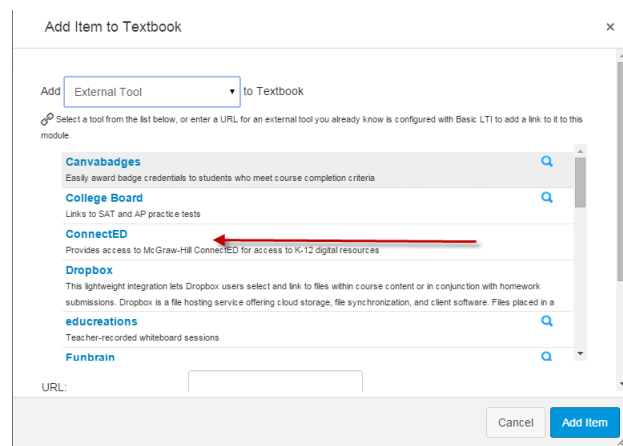 Add Item to Textbook
Add External Tool to Textbook
Select a tool from the list below, or enter a URL for an external tool you already know is configured with Basic LTI to add a link to it to this
module.
Canvabadges
Easily award badge credentials to students who meet course completion criteria
College Board
Links to SAT and AP practice tests
ConnectED
Provides access to McGraw-Hill ConnectED for access to K-12 digital resources
Dropbox
This lightweight integration lets Dropbox users select and link to files within course content or in conjunction with homework
submissions. Dropbox is a file hosting service offering cloud storage, file synchronization, and client software. Files placed in a
educreations
Teacher-recorded whiteboard sessions
Funbrain
URL:
Cancel Add Item